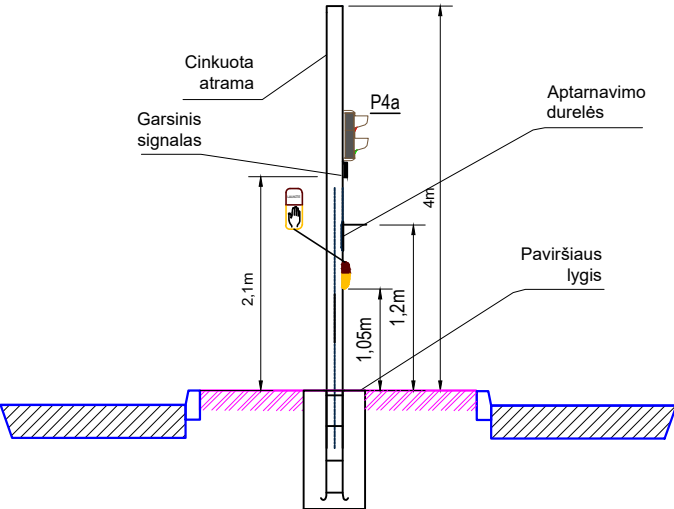 Cinkuota
atrama
P4a
Aptarnavimo
durelės
Garsinis
signalas
4m
2,1m
1,2m
1,05m
Paviršiaus
lygis